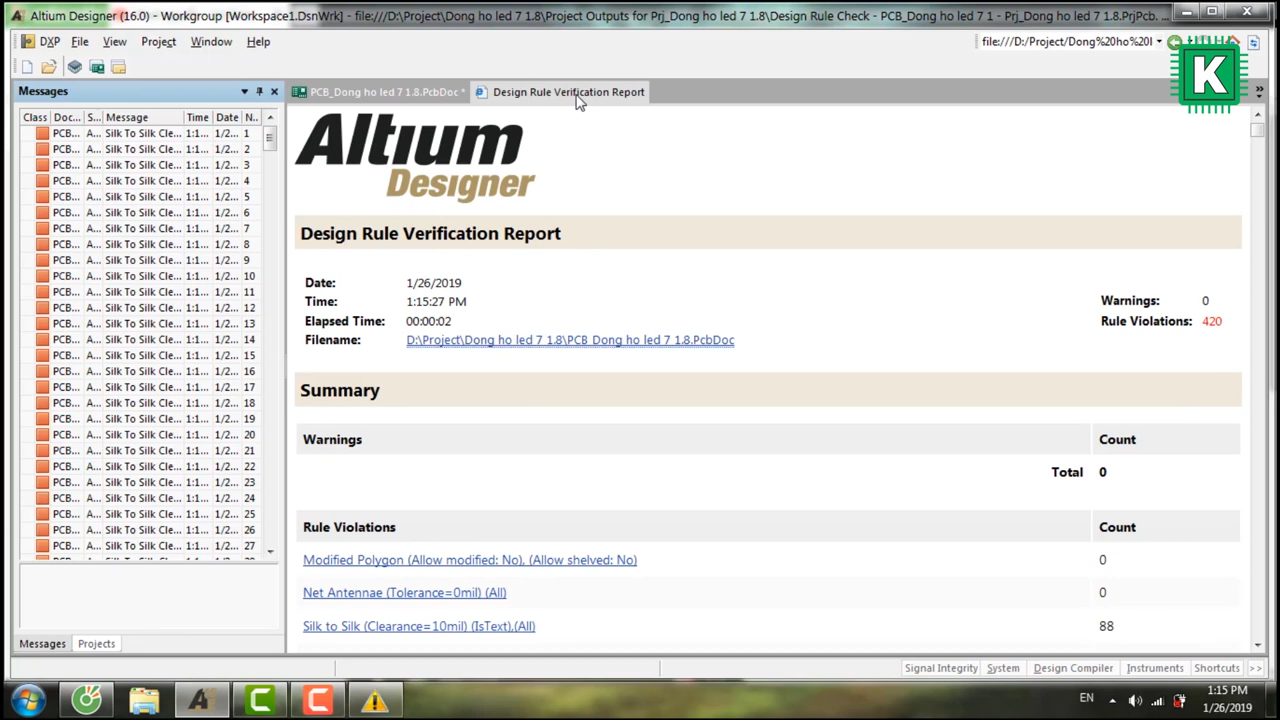 Altium Designer (16.0) - Workgroup [Workspace1.DsnWrk] - file:///D:/Project/Dong ho led 7 1.8\Project Outputs for Prj_Dong ho led 7 1.8\Design Rule Check - PCB_Dong ho led 7 1 - Prj_Dong ho led 7 1.8.PrjPcb. ...
DXP File View Project Window Help
file:///D:/Project/Dong%20ho%20l
K
Messages
PCB_Dong ho led 7 1.8.PcbDoc *
Design Rule Verification Report
Class Doc... S... Message Time Date N...
PCB... A... Silk To Silk Cle... 1:1... 1/2... 1
PCB... A... Silk To Silk Cle... 1:1... 1/2... 2
PCB... A... Silk To Silk Cle... 1:1... 1/2... 3
PCB... A... Silk To Silk Cle... 1:1... 1/2... 4
PCB... A... Silk To Silk Cle... 1:1... 1/2... 5
PCB... A... Silk To Silk Cle... 1:1... 1/2... 6
PCB... A... Silk To Silk Cle... 1:1... 1/2... 7
PCB... A... Silk To Silk Cle... 1:1... 1/2... 8
PCB... A... Silk To Silk Cle... 1:1... 1/2... 9
PCB... A... Silk To Silk Cle... 1:1... 1/2... 10
PCB... A... Silk To Silk Cle... 1:1... 1/2... 11
PCB... A... Silk To Silk Cle... 1:1... 1/2... 12
PCB... A... Silk To Silk Cle... 1:1... 1/2... 13
PCB... A... Silk To Silk Cle... 1:1... 1/2... 14
PCB... A... Silk To Silk Cle... 1:1... 1/2... 15
PCB... A... Silk To Silk Cle... 1:1... 1/2... 16
PCB... A... Silk To Silk Cle... 1:1... 1/2... 17
PCB... A... Silk To Silk Cle... 1:1... 1/2... 18
PCB... A... Silk To Silk Cle... 1:1... 1/2... 19
PCB... A... Silk To Silk Cle... 1:1... 1/2... 20
PCB... A... Silk To Silk Cle... 1:1... 1/2... 21
PCB... A... Silk To Silk Cle... 1:1... 1/2... 22
PCB... A... Silk To Silk Cle... 1:1... 1/2... 23
PCB... A... Silk To Silk Cle... 1:1... 1/2... 24
PCB... A... Silk To Silk Cle... 1:1... 1/2... 25
PCB... A... Silk To Silk Cle... 1:1... 1/2... 26
PCB... A... Silk To Silk Cle... 1:1... 1/2... 27
Messages Projects
Altium
Designer
Design Rule Verification Report
Date: 1/26/2019
Time: 1:15:27 PM
Elapsed Time: 00:00:02
Filename: D:\Project\Dong ho led 7 1.8\PCB_Dong ho led 7 1.8.PcbDoc
Warnings: 0
Rule Violations: 420
Summary
Warnings Count
Total 0
Rule Violations Count
Modified Polygon (Allow modified: No), (Allow shelved: No) 0
Net Antennae (Tolerance=0mil) (All) 0
Silk to Silk (Clearance=10mil) (IsText),(All) 88
Signal Integrity System Design Compiler Instruments Shortcuts >>
EN
1:15 PM
1/26/2019